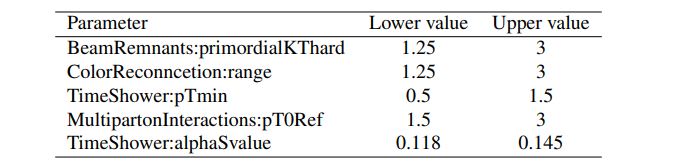 Parameter Lower value Upper value
BeamRemnants:primordialKThard 1.25 3
ColorReconncetion:range 1.25 3
TimeShower:pTmin 0.5 1.5
MultipartonInteractions:pT0Ref 1.5 3
TimeShower:alphaSvalue 0.118 0.145